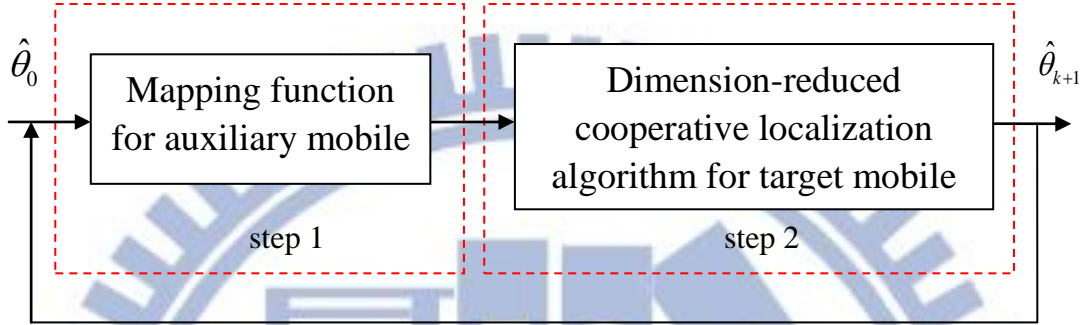 θ̂₀
Mapping function
for auxiliary mobile
step 1
Dimension-reduced
cooperative localization
algorithm for target mobile
step 2
θ̂ₖ₊₁